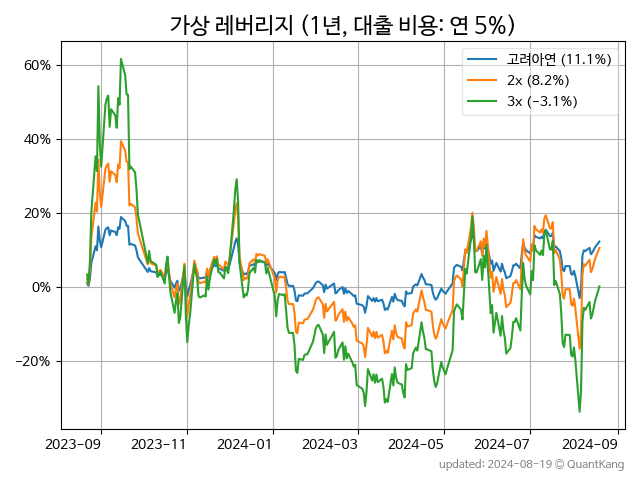 가상 레버리지 (1년, 대출 비용: 연 5%)
고려아연 (11.1%)
2x (8.2%)
3x (−3.1%)
60%
40%
20%
0%
−20%
2023-09
2023-11
2024-01
2024-03
2024-05
2024-07
2024-09
updated: 2024-08-19 © QuantKang